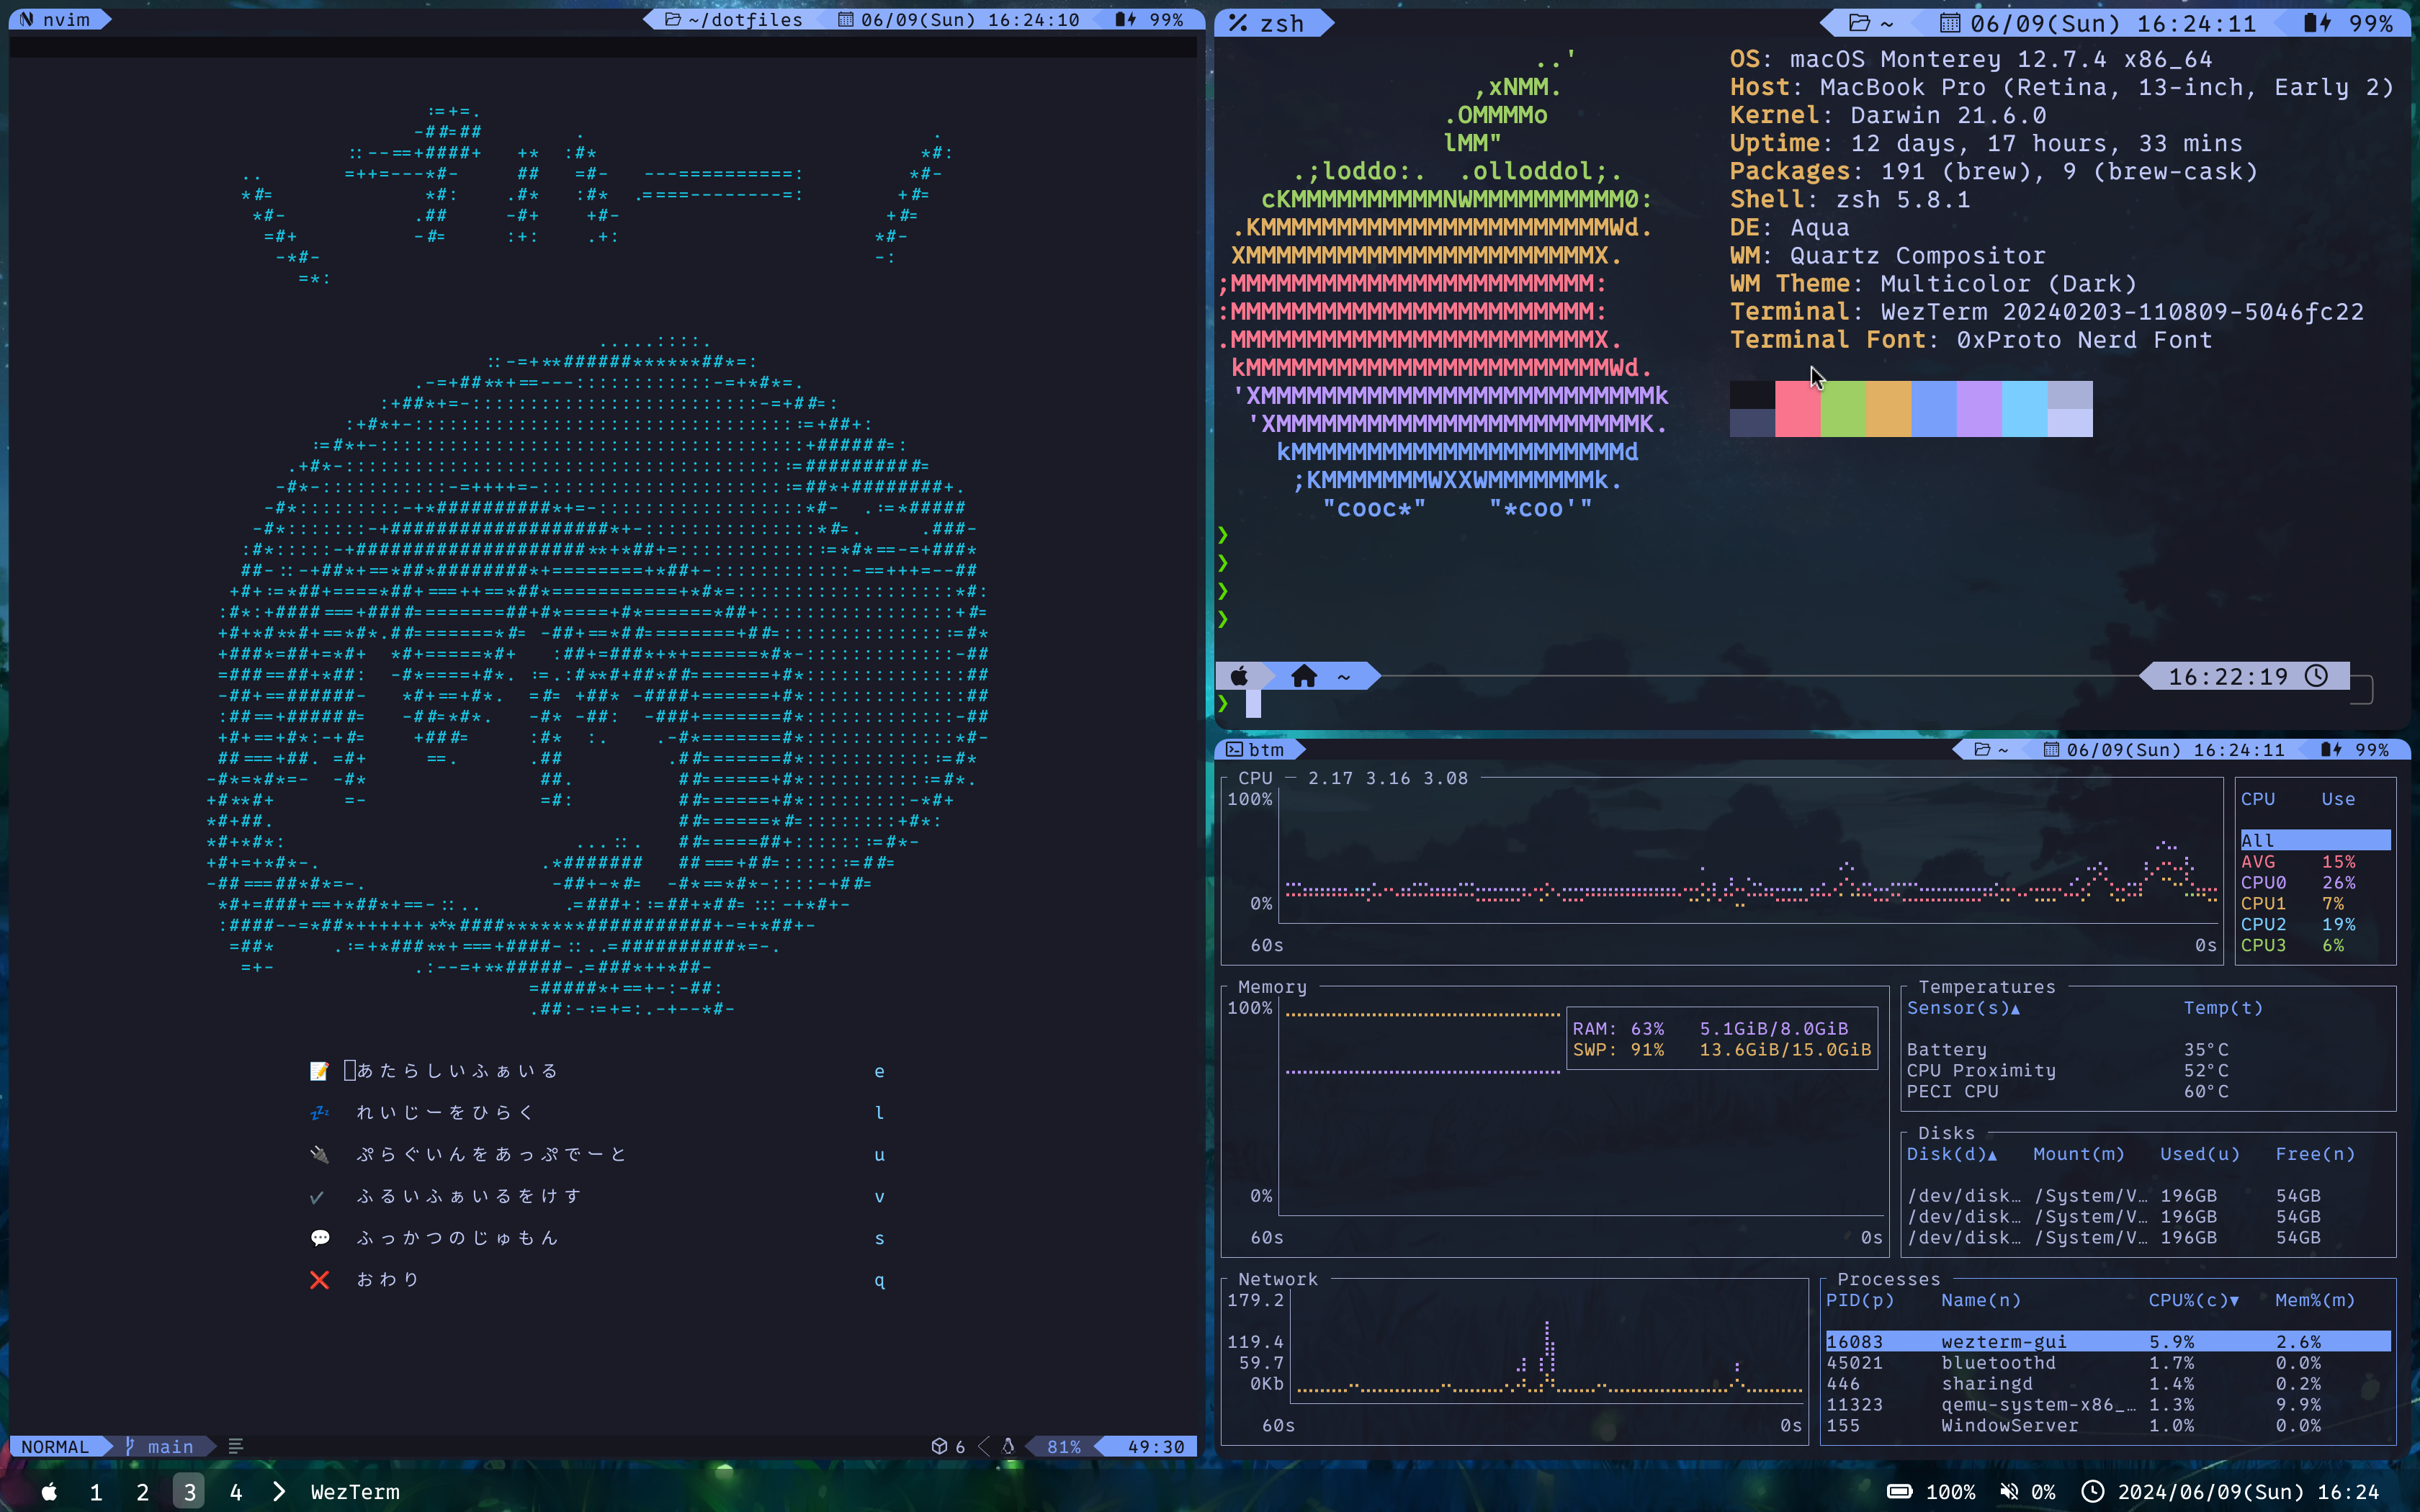 nvim
~/dotfiles 06/09(Sun) 16:24:10 99%
あたらしいふぁいる e
れいじーをひらく l
ぷらぐいんをあっぷでーと u
ふるいふぁいるをけす v
ふっかつのじゅもん s
おわり q
NORMAL main 6 81% 49:30
zsh
~ 06/09(Sun) 16:24:11 99%
OS: macOS Monterey 12.7.4 x86_64
Host: MacBook Pro (Retina, 13-inch, Early 2)
Kernel: Darwin 21.6.0
Uptime: 12 days, 17 hours, 33 mins
Packages: 191 (brew), 9 (brew-cask)
Shell: zsh 5.8.1
DE: Aqua
WM: Quartz Compositor
WM Theme: Multicolor (Dark)
Terminal: WezTerm 20240203-110809-5046fc22
Terminal Font: 0xProto Nerd Font
❯
❯
❯
❯
~ 16:22:19
❯
btm
~ 06/09(Sun) 16:24:11 99%
CPU — 2.17 3.16 3.08
100%
0%
60s 0s
CPU Use
All
AVG 15%
CPU0 26%
CPU1 7%
CPU2 19%
CPU3 6%
Memory
100%
RAM: 63% 5.1GiB/8.0GiB
SWP: 91% 13.6GiB/15.0GiB
0%
60s 0s
Temperatures
Sensor(s)▲ Temp(t)
Battery 35°C
CPU Proximity 52°C
PECI CPU 60°C
Disks
Disk(d)▲ Mount(m) Used(u) Free(n)
/dev/disk… /System/V… 196GB 54GB
/dev/disk… /System/V… 196GB 54GB
/dev/disk… /System/V… 196GB 54GB
Network
179.2
119.4
59.7
0Kb
60s 0s
Processes
PID(p) Name(n) CPU%(c)▼ Mem%(m)
16083 wezterm-gui 5.9% 2.6%
45021 bluetoothd 1.7% 0.0%
446 sharingd 1.4% 0.2%
11323 qemu-system-x86_… 1.3% 9.9%
155 WindowServer 1.0% 0.0%
1 2 3 4 WezTerm
100% 0% 2024/06/09(Sun) 16:24